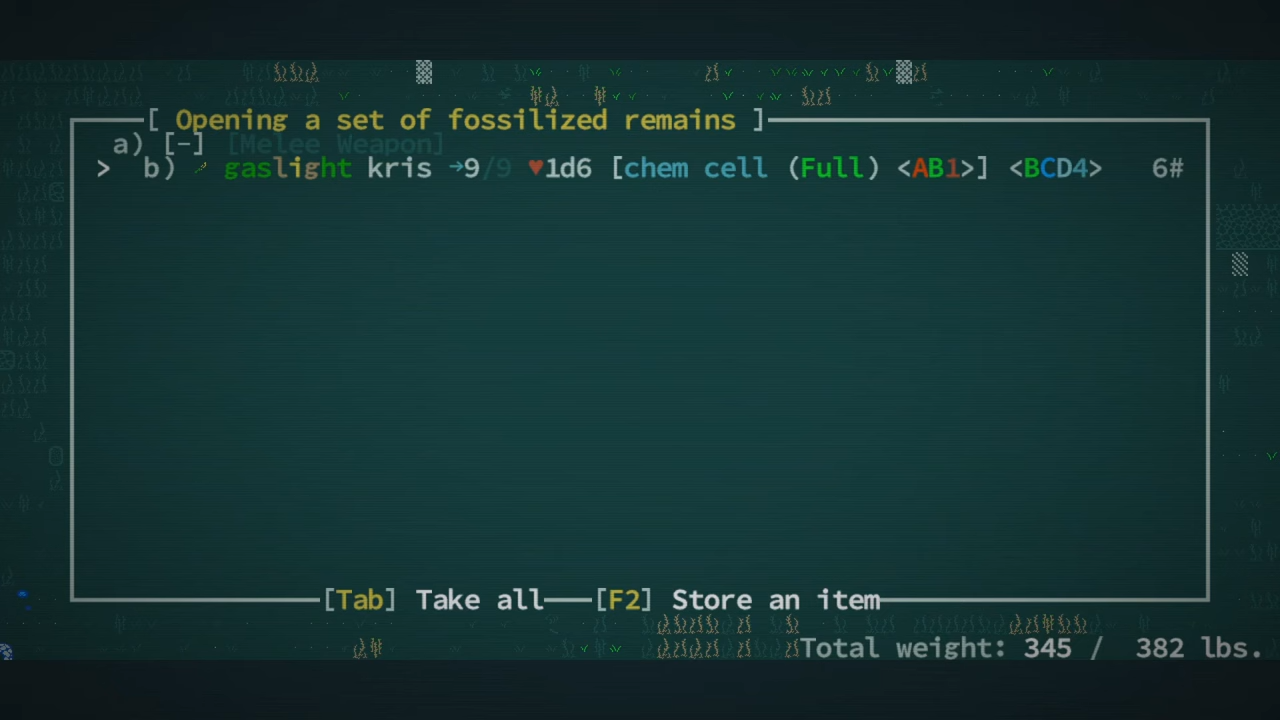 [ Opening a set of fossilized remains ]
a) [-] [Melee Weapon]
> b) gaslight kris →9/9 ♥1d6 [chem cell (Full) <AB1>] <BCD4> 6#
[Tab] Take all [F2] Store an item
Total weight: 345 / 382 lbs.